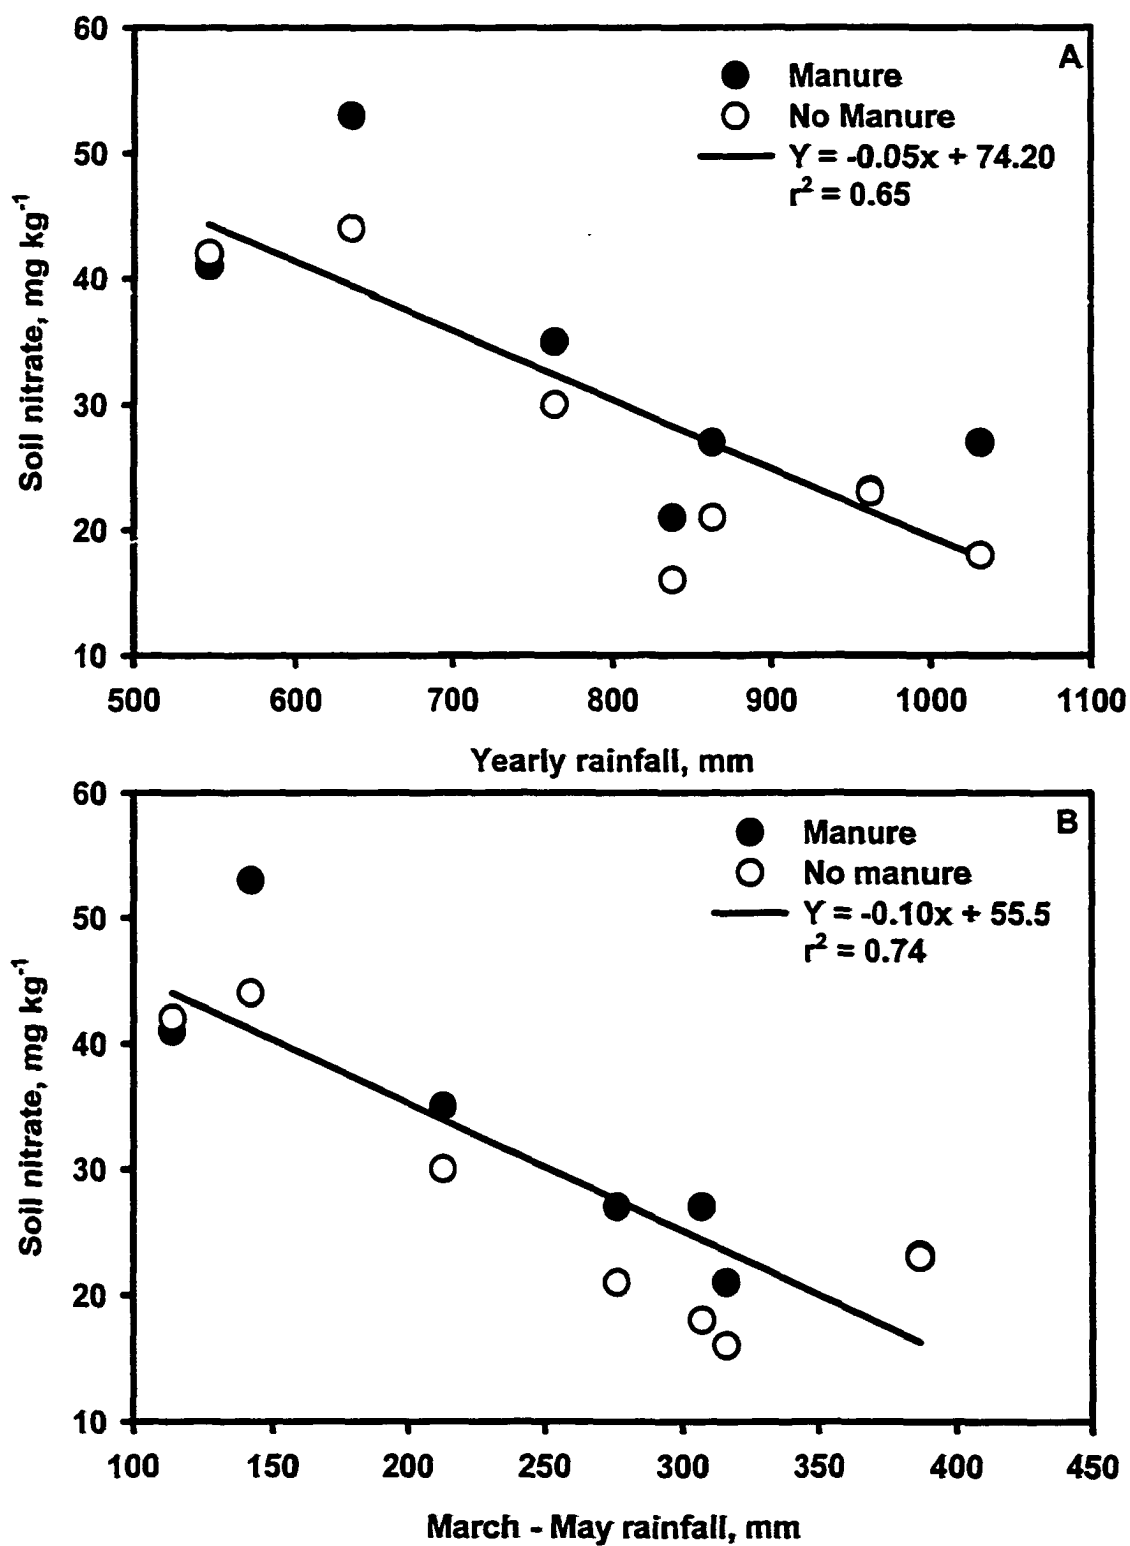 60
A
Manure
No Manure
50
Y = -0.05x + 74.20
r² = 0.65
Soil nitrate, mg kg⁻¹
40
30
20
10
500 600 700 800 900 1000 1100
Yearly rainfall, mm
60
B
Manure
No manure
50
Y = -0.10x + 55.5
r² = 0.74
Soil nitrate, mg kg⁻¹
40
30
20
10
100 150 200 250 300 350 400 450
March - May rainfall, mm